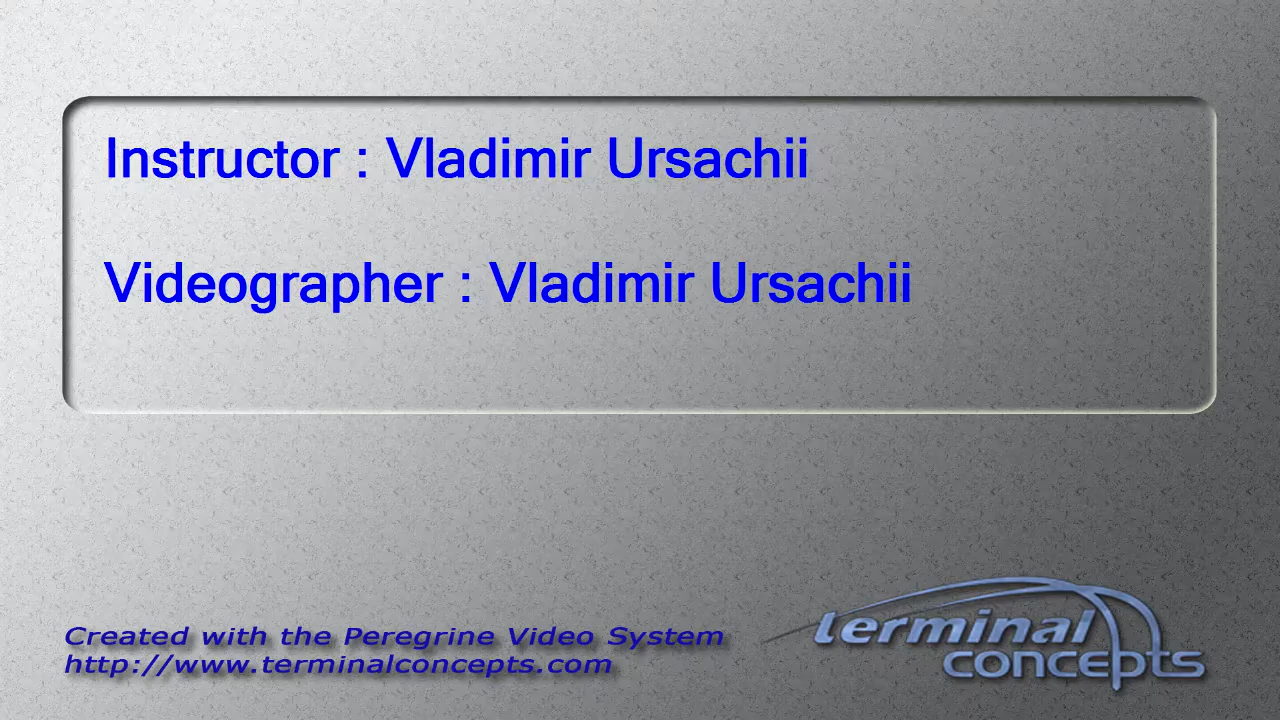 Instructor : Vladimir Ursachii
Videographer : Vladimir Ursachii
Created with the Peregrine Video System
http://www.terminalconcepts.com
terminal
concepts